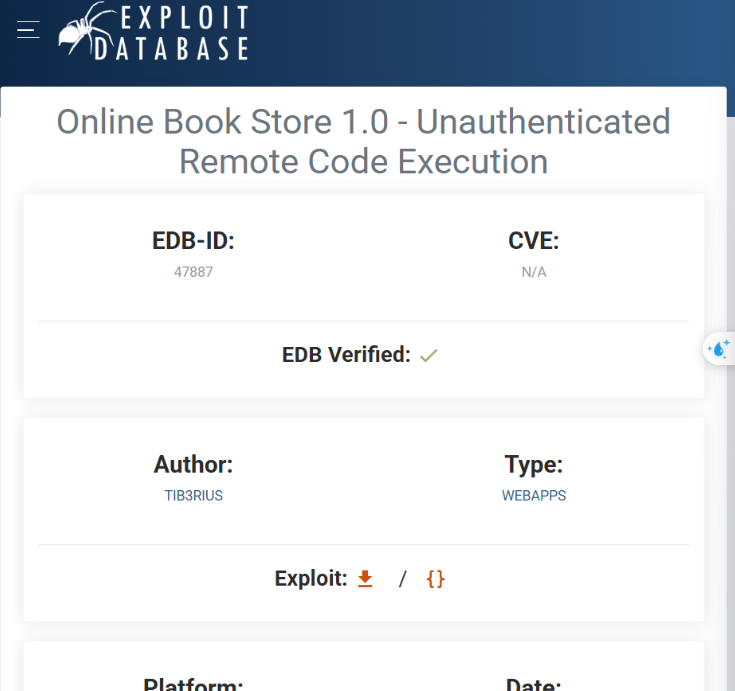 EXPLOIT
DATABASE
Online Book Store 1.0 - Unauthenticated
Remote Code Execution
EDB-ID:
47887
CVE:
N/A
EDB Verified:
Author:
TIB3RIUS
Type:
WEBAPPS
Exploit: / {}
Platform:
Date: